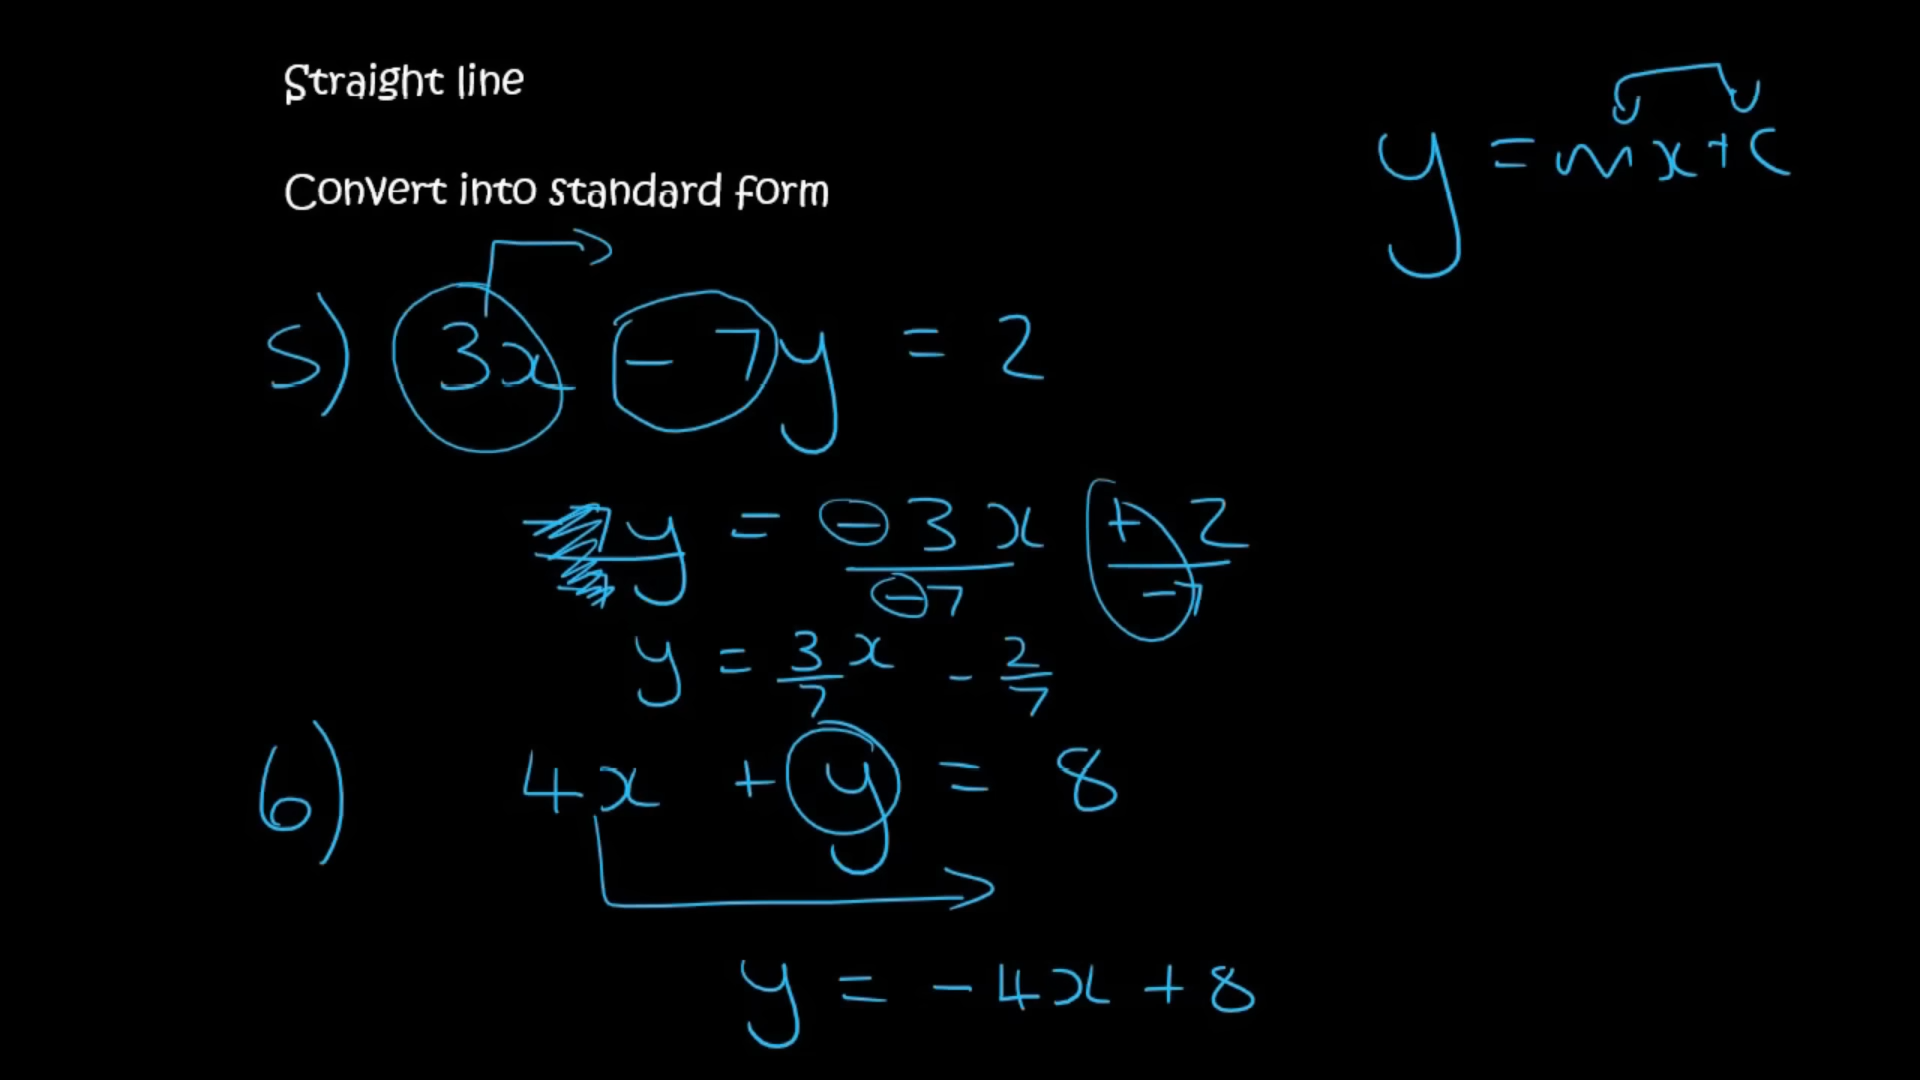 Straight line
y = mx + c
Convert into standard form
5) 3x - 7y = 2
-7y = -3x + 2
-7 -7
y = 3/7 x - 2/7
6) 4x + y = 8
y = -4x + 8